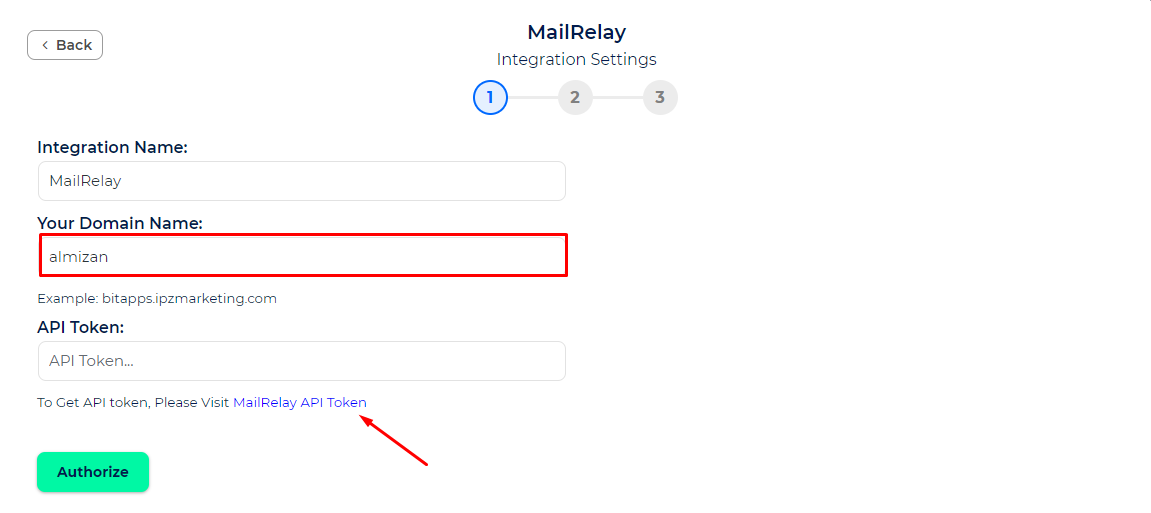 Back
MailRelay
Integration Settings
1 2 3
Integration Name:
MailRelay
Your Domain Name:
almizan
Example: bitapps.ipzmarketing.com
API Token:
API Token...
To Get API token, Please Visit MailRelay API Token
Authorize